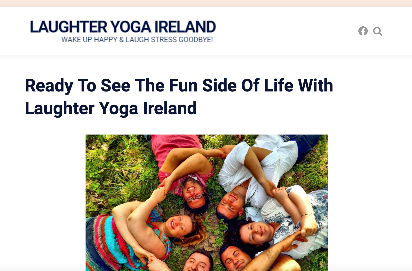 LAUGHTER YOGA IRELAND
WAKE UP HAPPY & LAUGH STRESS GOODBYE!
Ready To See The Fun Side Of Life With
Laughter Yoga Ireland